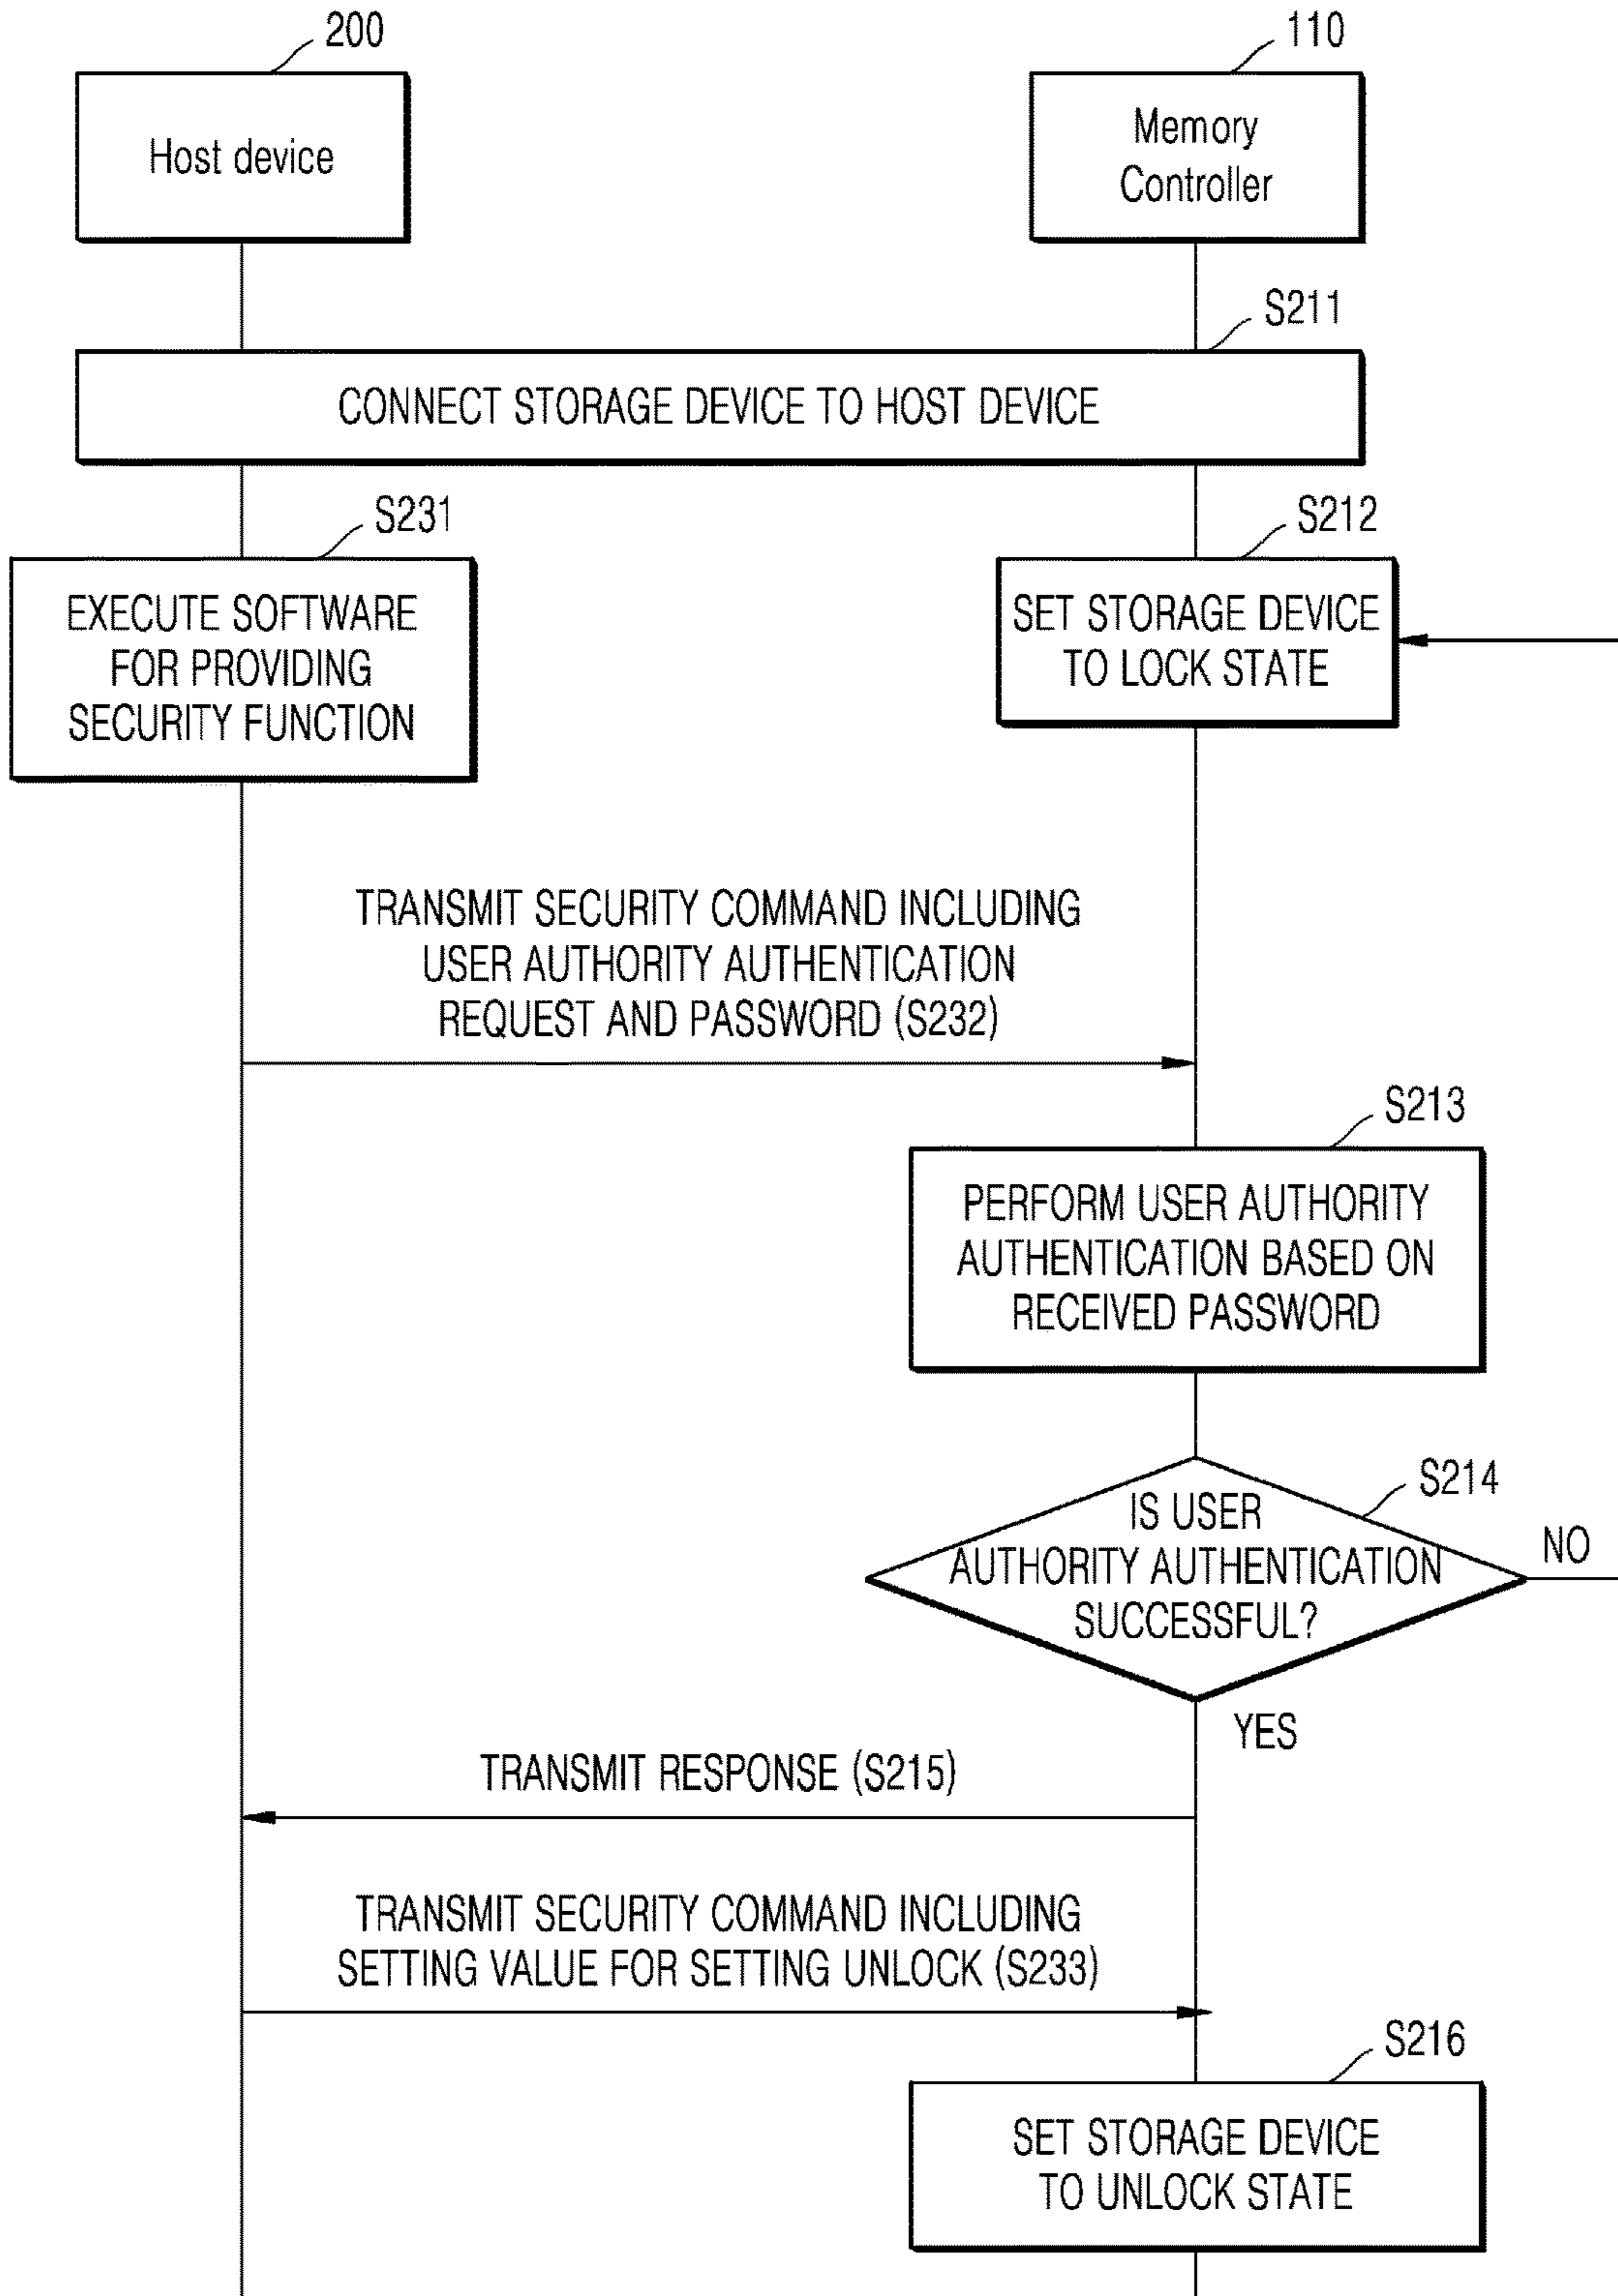 200
110
Host device
Memory
Controller
S211
CONNECT STORAGE DEVICE TO HOST DEVICE
S231
S212
EXECUTE SOFTWARE
FOR PROVIDING
SECURITY FUNCTION
SET STORAGE DEVICE
TO LOCK STATE
TRANSMIT SECURITY COMMAND INCLUDING
USER AUTHORITY AUTHENTICATION
REQUEST AND PASSWORD (S232)
S213
PERFORM USER AUTHORITY
AUTHENTICATION BASED ON
RECEIVED PASSWORD
S214
IS USER
AUTHORITY AUTHENTICATION
SUCCESSFUL?
NO
YES
TRANSMIT RESPONSE (S215)
TRANSMIT SECURITY COMMAND INCLUDING
SETTING VALUE FOR SETTING UNLOCK (S233)
S216
SET STORAGE DEVICE
TO UNLOCK STATE